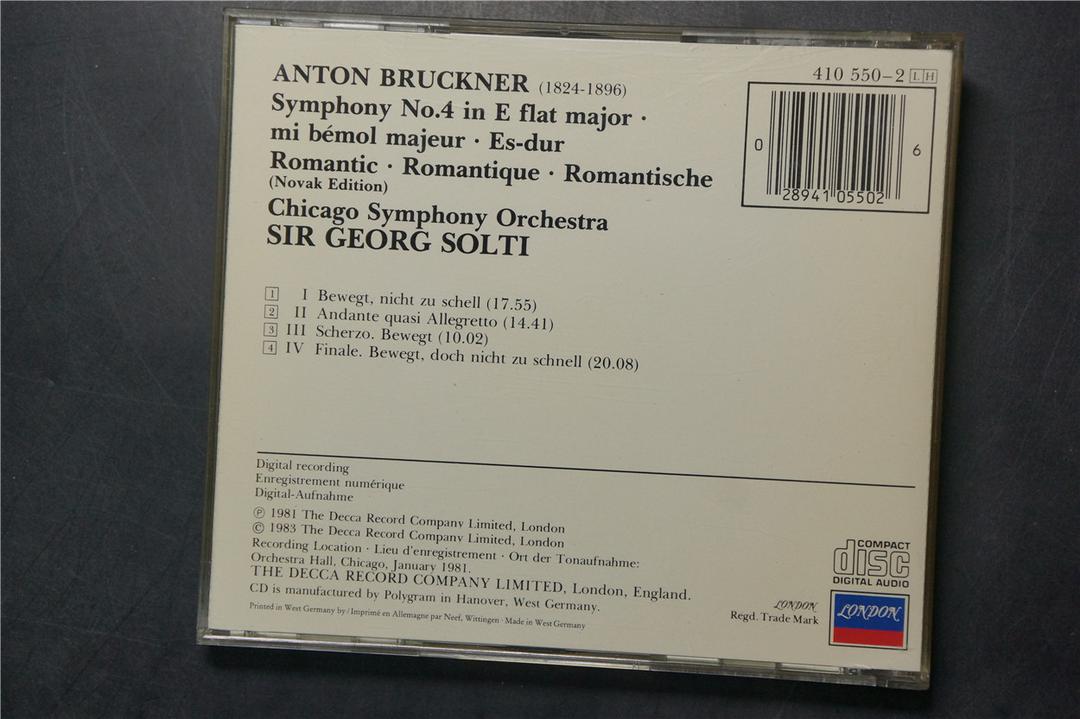 ANTON BRUCKNER (1824-1896)
Symphony No.4 in E flat major ·
mi bémol majeur · Es-dur
Romantic · Romantique · Romantische
(Novak Edition)
Chicago Symphony Orchestra
SIR GEORG SOLTI
410 550-2 LH
0 28941 05502 6
1 I Bewegt, nicht zu schell (17.55)
2 II Andante quasi Allegretto (14.41)
3 III Scherzo. Bewegt (10.02)
4 IV Finale. Bewegt, doch nicht zu schnell (20.08)
Digital recording
Enregistrement numérique
Digital-Aufnahme
℗ 1981 The Decca Record Company Limited, London
© 1983 The Decca Record Company Limited, London
Recording Location · Lieu d'enregistrement · Ort der Tonaufnahme:
Orchestra Hall, Chicago, January 1981.
THE DECCA RECORD COMPANY LIMITED, London, England.
CD is manufactured by Polygram in Hanover, West Germany.
Printed in West Germany by / Imprimé en Allemagne par Neef, Wittingen · Made in West Germany
COMPACT
disc
DIGITAL AUDIO
LONDON
Regd. Trade Mark
LONDON